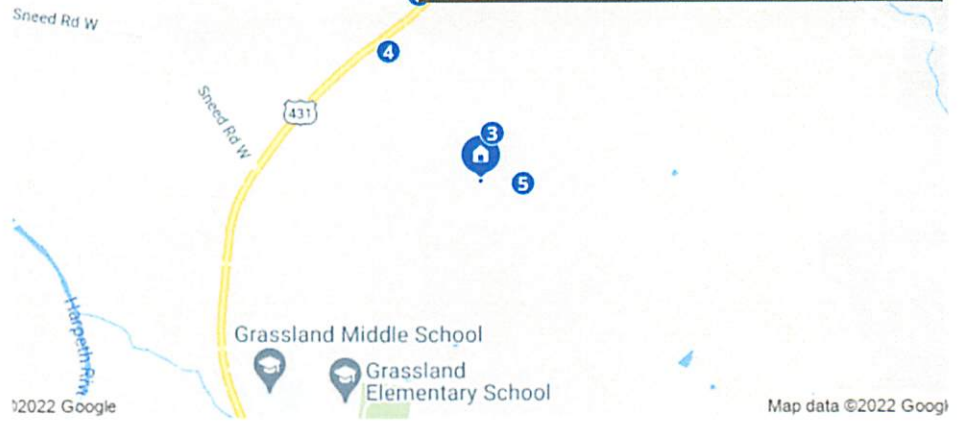 Sneed Rd W
4
Sneed Rd W
431
3
5
Harpeth Riv
Grassland Middle School
Grassland
Elementary School
©2022 Google
Map data ©2022 Googl